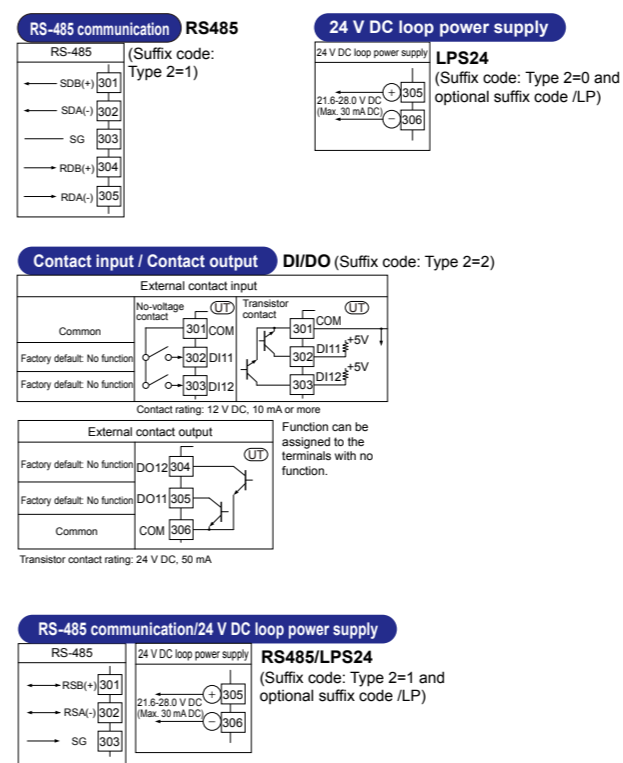 RS-485 communication RS485
RS-485
(Suffix code:
Type 2=1)
SDB(+) 301
SDA(-) 302
SG 303
RDB(+) 304
RDA(-) 305
24 V DC loop power supply
24 V DC loop power supply
LPS24
(Suffix code: Type 2=0 and
optional suffix code /LP)
21.6-28.0 V DC
(Max. 30 mA DC)
+ 305
− 306
Contact input / Contact output DI/DO (Suffix code: Type 2=2)
External contact input
No-voltage
contact
UT
Transistor
contact
UT
Common
301 COM
301 COM
Factory default: No function
302 DI11
302 DI11 +5V
Factory default: No function
303 DI12
303 DI12 +5V
Contact rating: 12 V DC, 10 mA or more
External contact output
UT
Factory default: No function
DO12 304
Factory default: No function
DO11 305
Common
COM 306
Function can be
assigned to the
terminals with no
function.
Transistor contact rating: 24 V DC, 50 mA
RS-485 communication/24 V DC loop power supply
RS-485
RSB(+) 301
RSA(-) 302
SG 303
24 V DC loop power supply
21.6-28.0 V DC
(Max. 30 mA DC)
+ 305
− 306
RS485/LPS24
(Suffix code: Type 2=1 and
optional suffix code /LP)